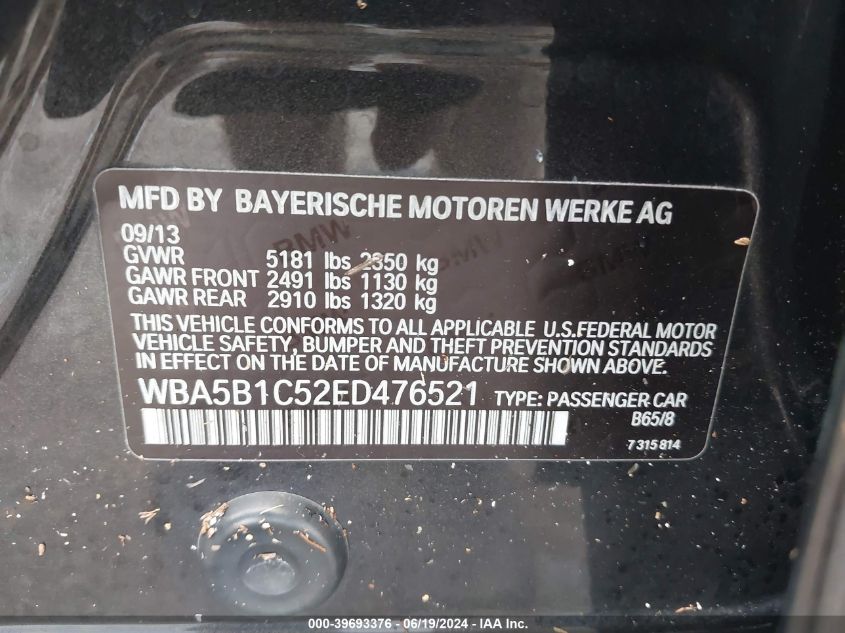 MFD BY BAYERISCHE MOTOREN WERKE AG
09/13
GVWR 5181 lbs 2350 kg
GAWR FRONT 2491 lbs 1130 kg
GAWR REAR 2910 lbs 1320 kg
THIS VEHICLE CONFORMS TO ALL APPLICABLE U.S.FEDERAL MOTOR
VEHICLE SAFETY, BUMPER AND THEFT PREVENTION STANDARDS
IN EFFECT ON THE DATE OF MANUFACTURE SHOWN ABOVE.
WBA5B1C52ED476521 TYPE: PASSENGER CAR
B65/8
7 315 814
000-39693376 - 06/19/2024 - IAA Inc.